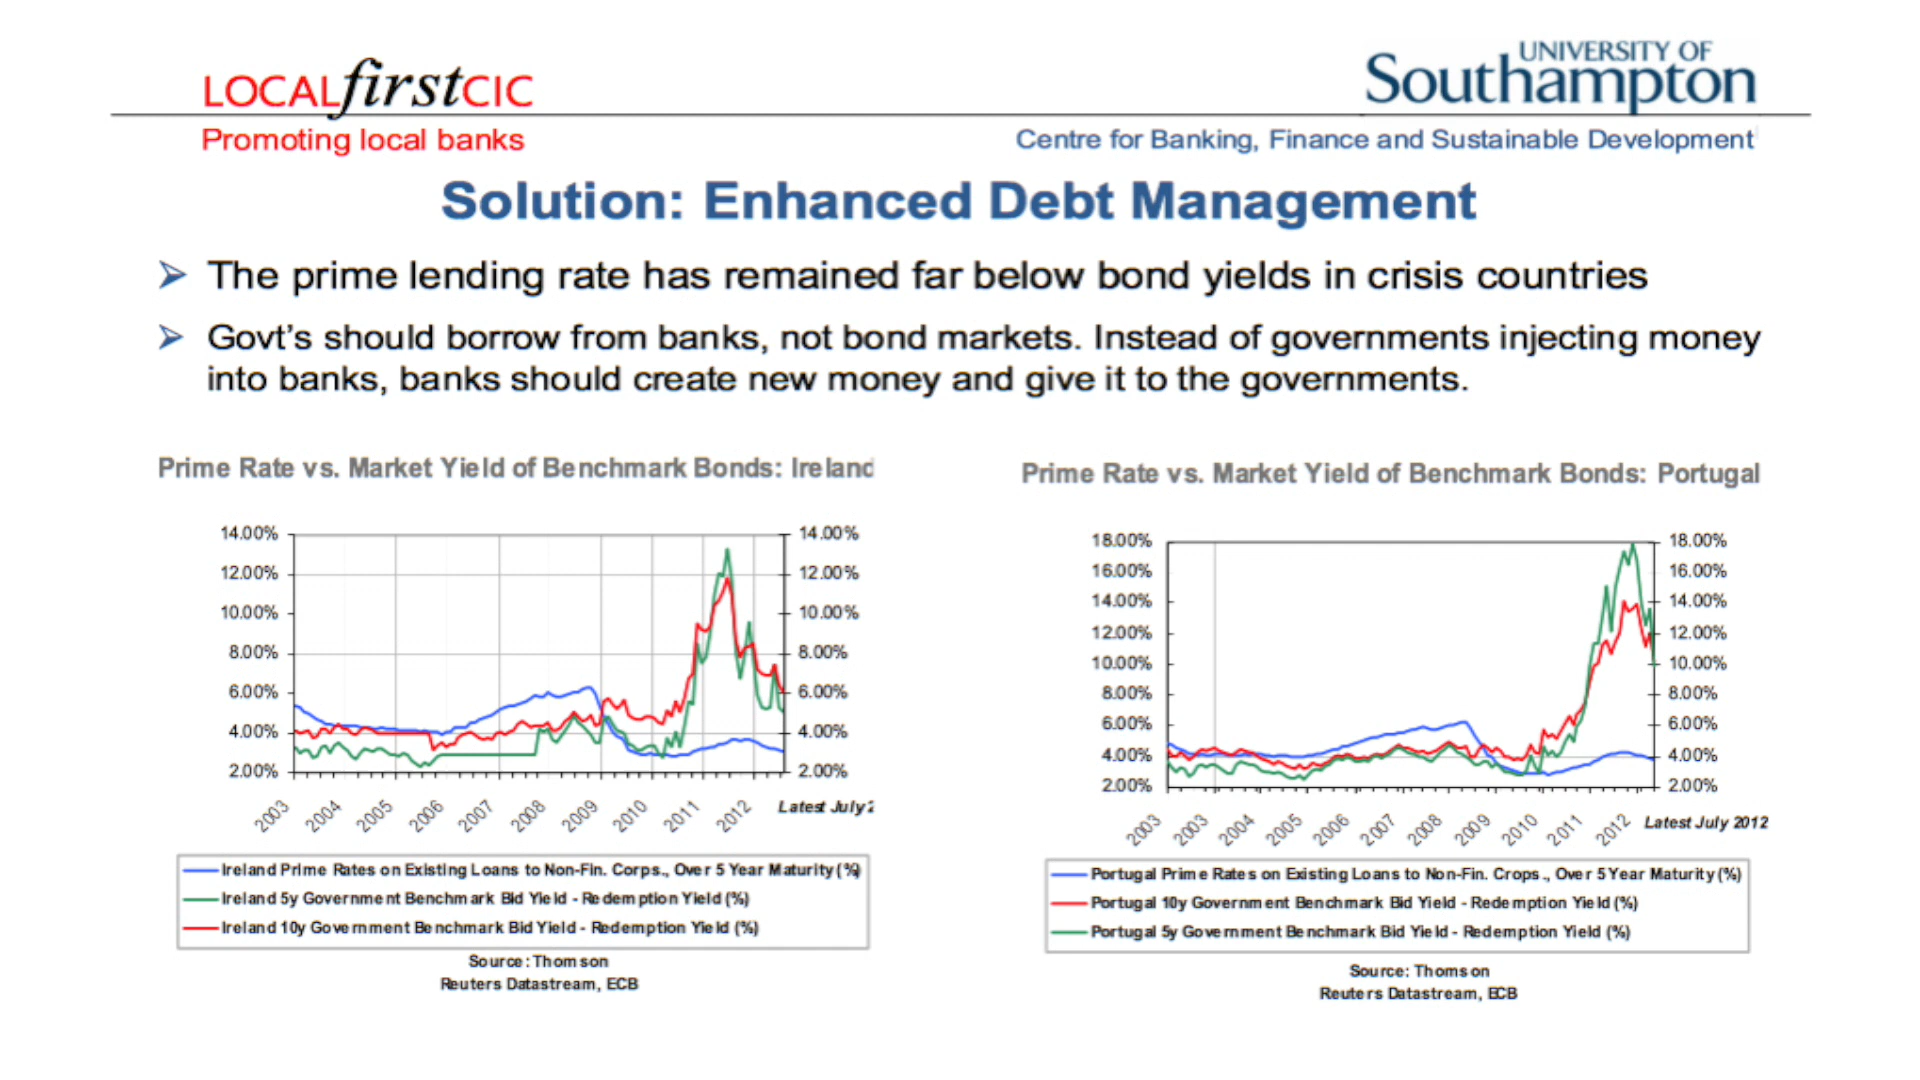 LOCALfirstCIC
Promoting local banks
UNIVERSITY OF
Southampton
Centre for Banking, Finance and Sustainable Development
Solution: Enhanced Debt Management
The prime lending rate has remained far below bond yields in crisis countries
Govt's should borrow from banks, not bond markets. Instead of governments injecting money
into banks, banks should create new money and give it to the governments.
Prime Rate vs. Market Yield of Benchmark Bonds: Ireland
14.00% 14.00%
12.00% 12.00%
10.00% 10.00%
8.00% 8.00%
6.00% 6.00%
4.00% 4.00%
2.00% 2.00%
2003 2004 2005 2006 2007 2008 2009 2010 2011 2012 Latest July 2
Ireland Prime Rates on Existing Loans to Non-Fin. Corps., Over 5 Year Maturity (%)
Ireland 5y Government Benchmark Bid Yield - Redemption Yield (%)
Ireland 10y Government Benchmark Bid Yield - Redemption Yield (%)
Source: Thomson
Reuters Datastream, ECB
Prime Rate vs. Market Yield of Benchmark Bonds: Portugal
18.00% 18.00%
16.00% 16.00%
14.00% 14.00%
12.00% 12.00%
10.00% 10.00%
8.00% 8.00%
6.00% 6.00%
4.00% 4.00%
2.00% 2.00%
2003 2003 2004 2005 2006 2007 2008 2009 2010 2011 2012 Latest July 2012
Portugal Prime Rates on Existing Loans to Non-Fin. Crops., Over 5 Year Maturity (%)
Portugal 10y Government Benchmark Bid Yield - Redemption Yield (%)
Portugal 5y Government Benchmark Bid Yield - Redemption Yield (%)
Source: Thomson
Reuters Datastream, ECB